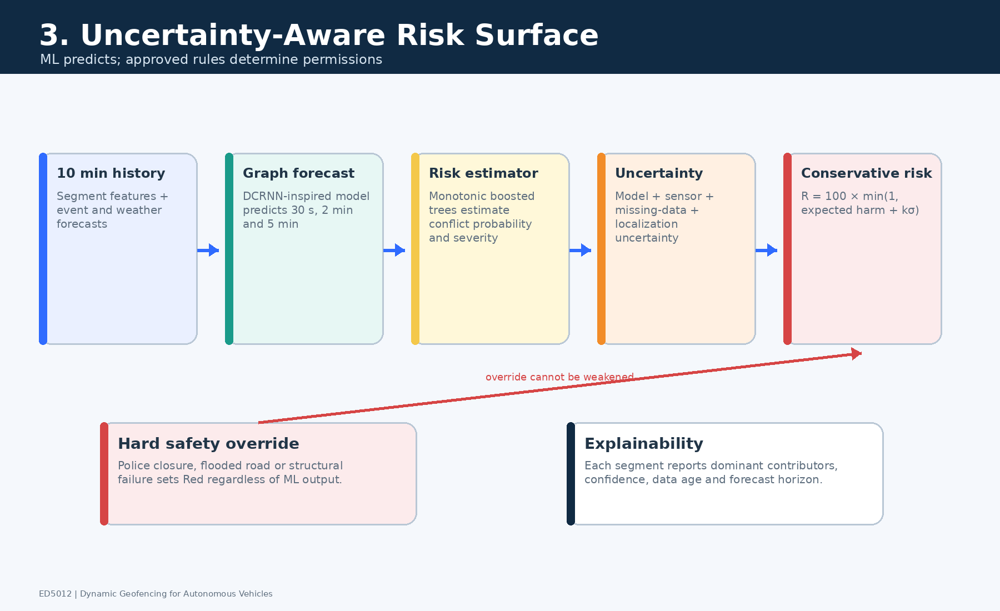 3. Uncertainty-Aware Risk Surface
ML predicts; approved rules determine permissions
10 min history
Segment features +
event and weather
forecasts
Graph forecast
DCRNN-inspired model
predicts 30 s, 2 min
and 5 min
Risk estimator
Monotonic boosted
trees estimate
conflict probability
and severity
Uncertainty
Model + sensor +
missing-data +
localization
uncertainty
Conservative risk
R = 100 × min(1,
expected harm + kσ)
override cannot be weakened
Hard safety override
Police closure, flooded road or structural
failure sets Red regardless of ML output.
Explainability
Each segment reports dominant contributors,
confidence, data age and forecast horizon.
ED5012 | Dynamic Geofencing for Autonomous Vehicles